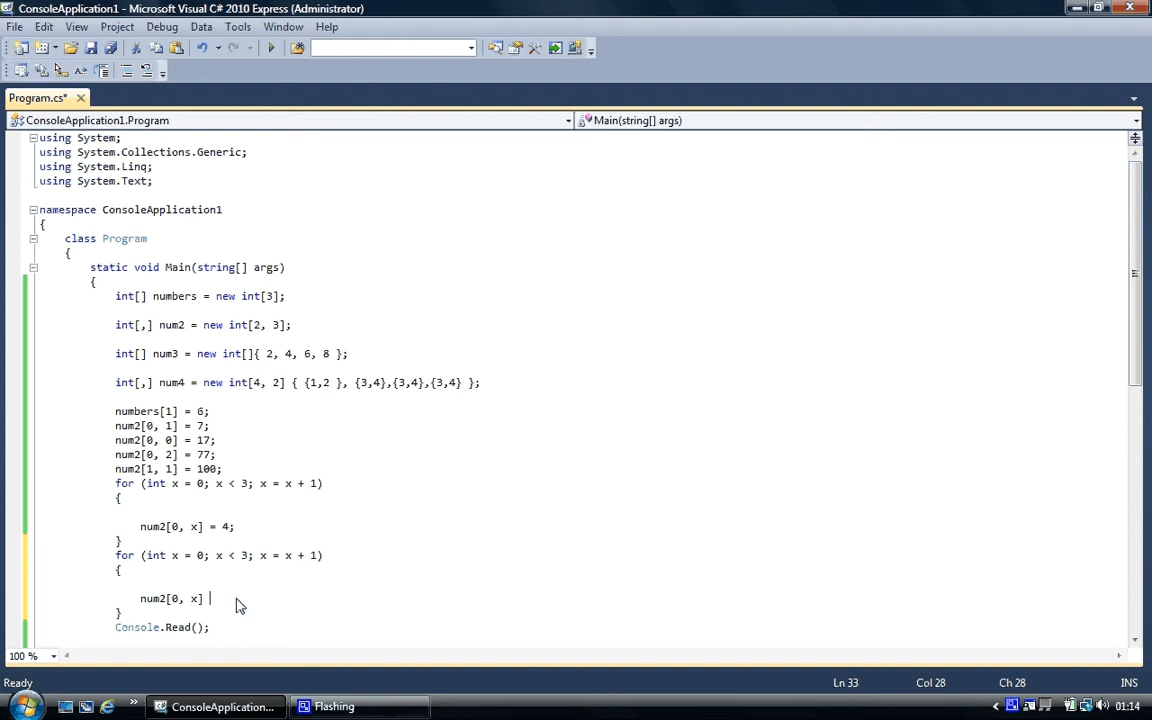 ConsoleApplication1 - Microsoft Visual C# 2010 Express (Administrator)
File Edit View Project Debug Data Tools Window Help
Program.cs*
ConsoleApplication1.Program Main(string[] args)
using System;
using System.Collections.Generic;
using System.Linq;
using System.Text;
namespace ConsoleApplication1
{
class Program
{
static void Main(string[] args)
{
int[] numbers = new int[3];
int[,] num2 = new int[2, 3];
int[] num3 = new int[]{ 2, 4, 6, 8 };
int[,] num4 = new int[4, 2] { {1,2 }, {3,4},{3,4},{3,4} };
numbers[1] = 6;
num2[0, 1] = 7;
num2[0, 0] = 17;
num2[0, 2] = 77;
num2[1, 1] = 100;
for (int x = 0; x < 3; x = x + 1)
{
num2[0, x] = 4;
}
for (int x = 0; x < 3; x = x + 1)
{
num2[0, x]
}
Console.Read();
100 %
Ready Ln 33 Col 28 Ch 28 INS
ConsoleApplication... Flashing 01:14